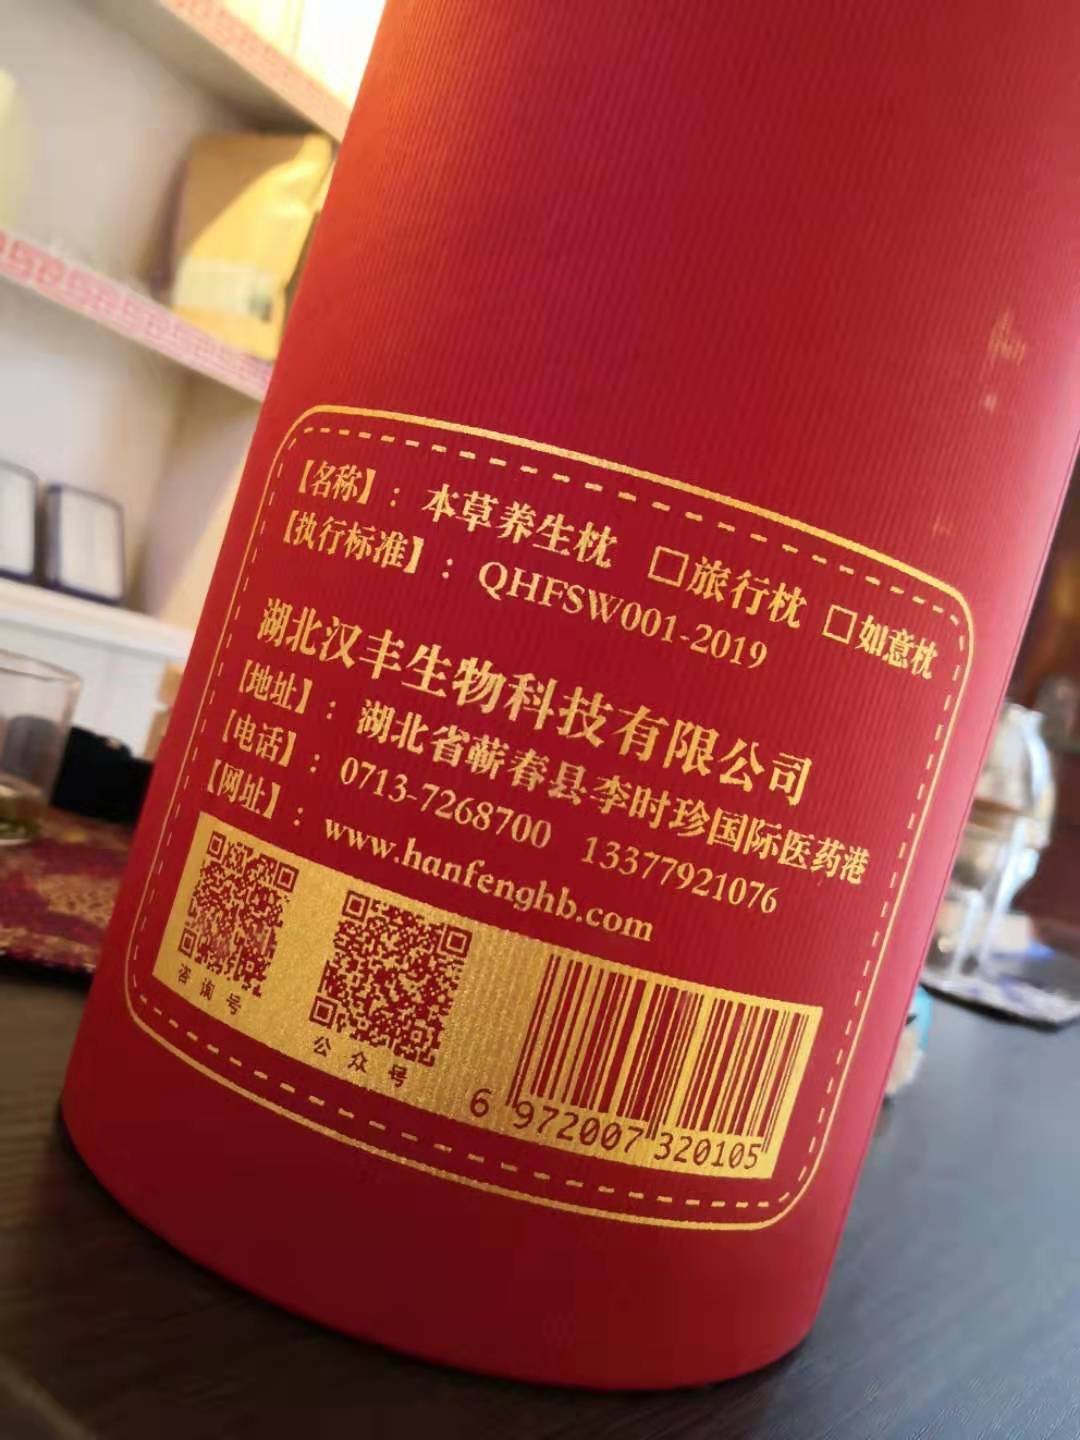 【名称】：本草养生枕 □旅行枕 □如意枕
【执行标准】：QHFSW001-2019
湖北汉丰生物科技有限公司
【地址】：湖北省蕲春县李时珍国际医药港
【电话】：0713-7268700 13377921076
【网址】：www.hanfenghb.com
咨询号
公众号
6 972007 320105